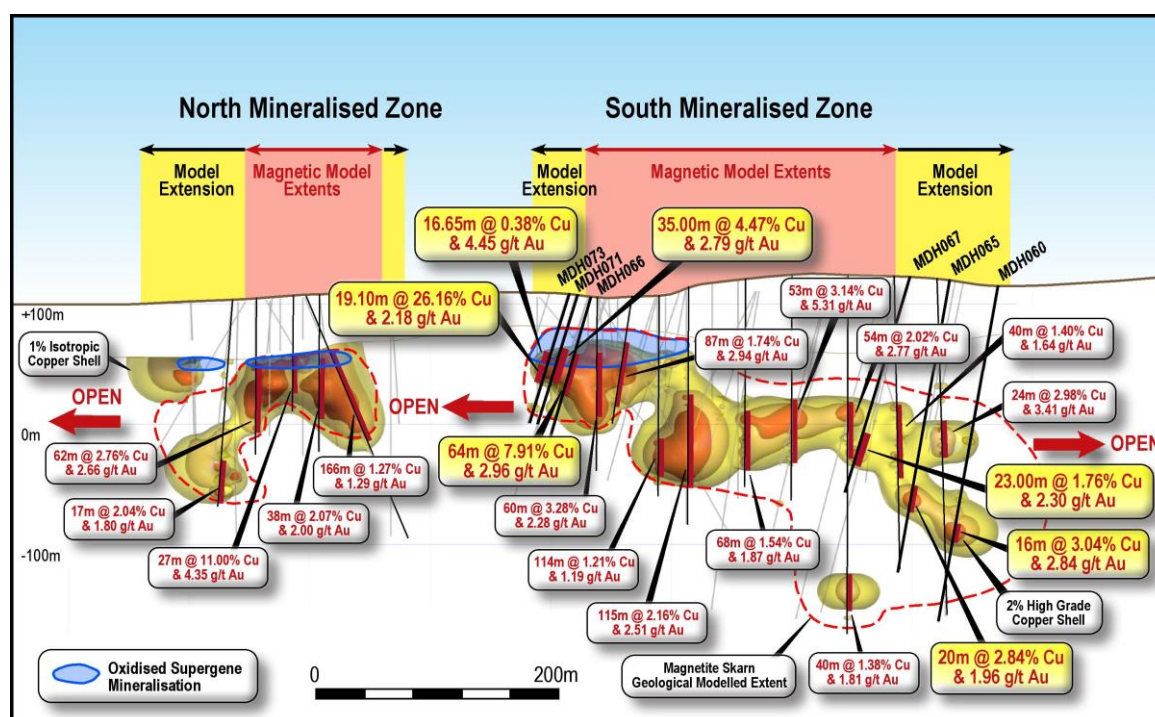 North Mineralised Zone
South Mineralised Zone
Model
Extension
Magnetic Model
Extents
Model
Extension
Magnetic Model Extents
Model
Extension
16.65m @ 0.38% Cu
& 4.45 g/t Au
35.00m @ 4.47% Cu
& 2.79 g/t Au
MDH073
MDH071
MDH066
MDH067
MDH065
MDH060
19.10m @ 26.16% Cu
& 2.18 g/t Au
53m @ 3.14% Cu
& 5.31 g/t Au
+100m
1% Isotropic
Copper Shell
87m @ 1.74% Cu
& 2.94 g/t Au
54m @ 2.02% Cu
& 2.77 g/t Au
40m @ 1.40% Cu
& 1.64 g/t Au
OPEN
OPEN
24m @ 2.98% Cu
& 3.41 g/t Au
0m
OPEN
62m @ 2.76% Cu
& 2.66 g/t Au
166m @ 1.27% Cu
& 1.29 g/t Au
64m @ 7.91% Cu
& 2.96 g/t Au
23.00m @ 1.76% Cu
& 2.30 g/t Au
17m @ 2.04% Cu
& 1.80 g/t Au
38m @ 2.07% Cu
& 2.00 g/t Au
60m @ 3.28% Cu
& 2.28 g/t Au
68m @ 1.54% Cu
& 1.87 g/t Au
16m @ 3.04% Cu
& 2.84 g/t Au
-100m
27m @ 11.00% Cu
& 4.35 g/t Au
114m @ 1.21% Cu
& 1.19 g/t Au
2% High Grade
Copper Shell
115m @ 2.16% Cu
& 2.51 g/t Au
Oxidised Supergene
Mineralisation
0
200m
Magnetite Skarn
Geological Modelled Extent
40m @ 1.38% Cu
& 1.81 g/t Au
20m @ 2.84% Cu
& 1.96 g/t Au